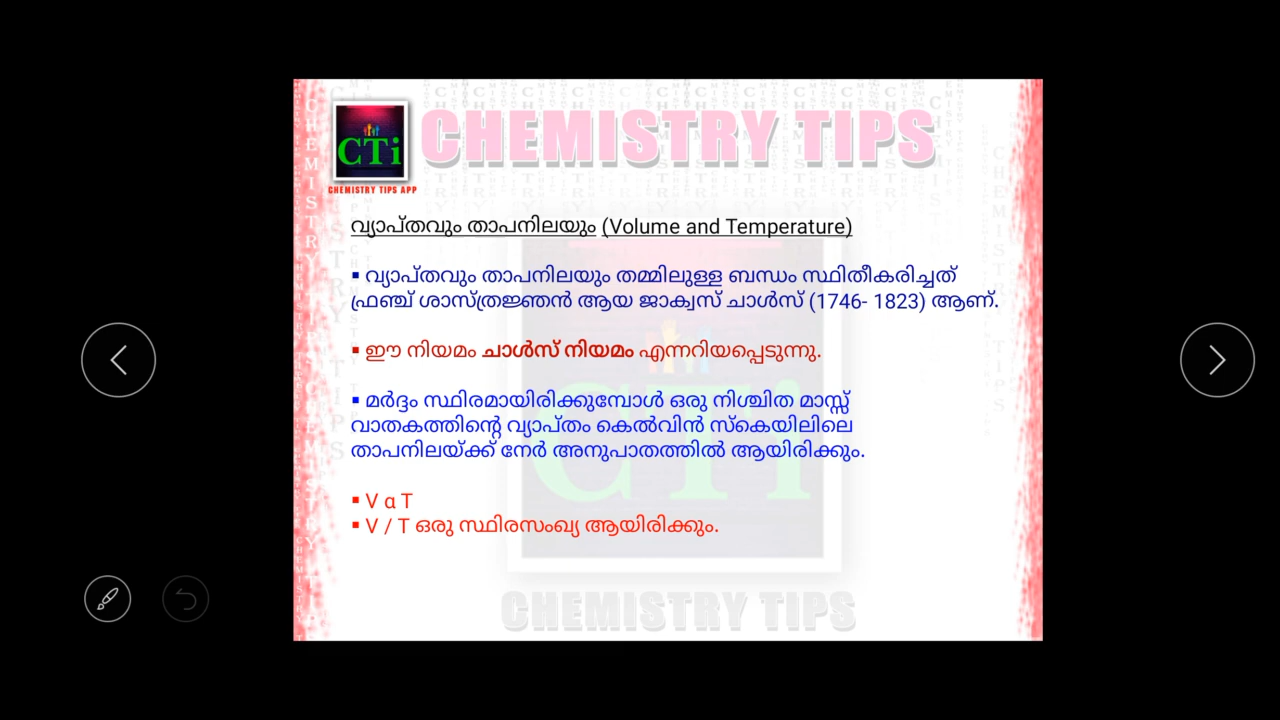 CTi
CHEMISTRY TIPS
CHEMISTRY TIPS APP
വ്യാപ്തവും താപനിലയും (Volume and Temperature)
▪ വ്യാപ്തവും താപനിലയും തമ്മിലുള്ള ബന്ധം സ്ഥിതീകരിച്ചത്
ഫ്രഞ്ച് ശാസ്ത്രജ്ഞൻ ആയ ജാക്വസ് ചാൾസ് (1746- 1823) ആണ്.
▪ ഈ നിയമം ചാൾസ് നിയമം എന്നറിയപ്പെടുന്നു.
▪ മർദ്ദം സ്ഥിരമായിരിക്കുമ്പോൾ ഒരു നിശ്ചിത മാസ്സ്
വാതകത്തിന്റെ വ്യാപ്തം കെൽവിൻ സ്കെയിലിലെ
താപനിലയ്ക്ക് നേർ അനുപാതത്തിൽ ആയിരിക്കും.
▪ V α T
▪ V / T ഒരു സ്ഥിരസംഖ്യ ആയിരിക്കും.
CTi
CHEMISTRY TIPS